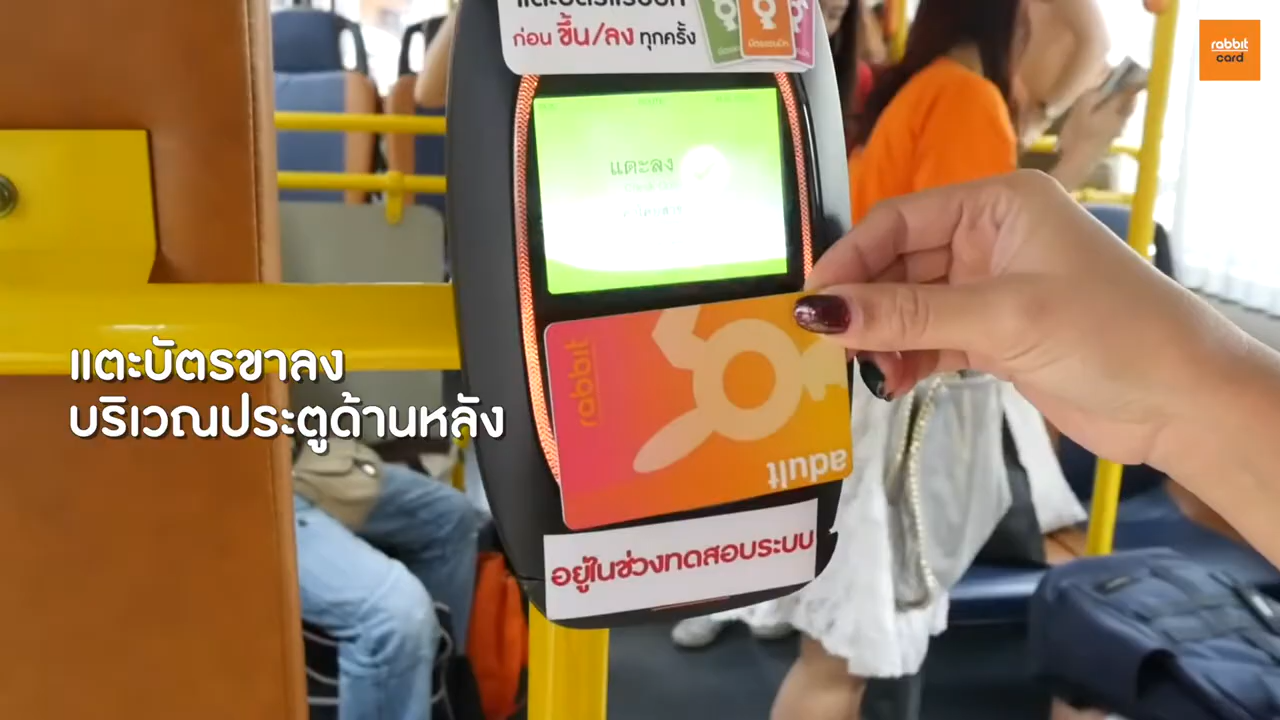 ก่อน ขึ้น/ลง ทุกครั้ง
rabbit
card
แตะลง
แตะบัตรขาลง
บริเวณประตูด้านหลัง
rabbit
adult
อยู่ในช่วงทดสอบระบบ